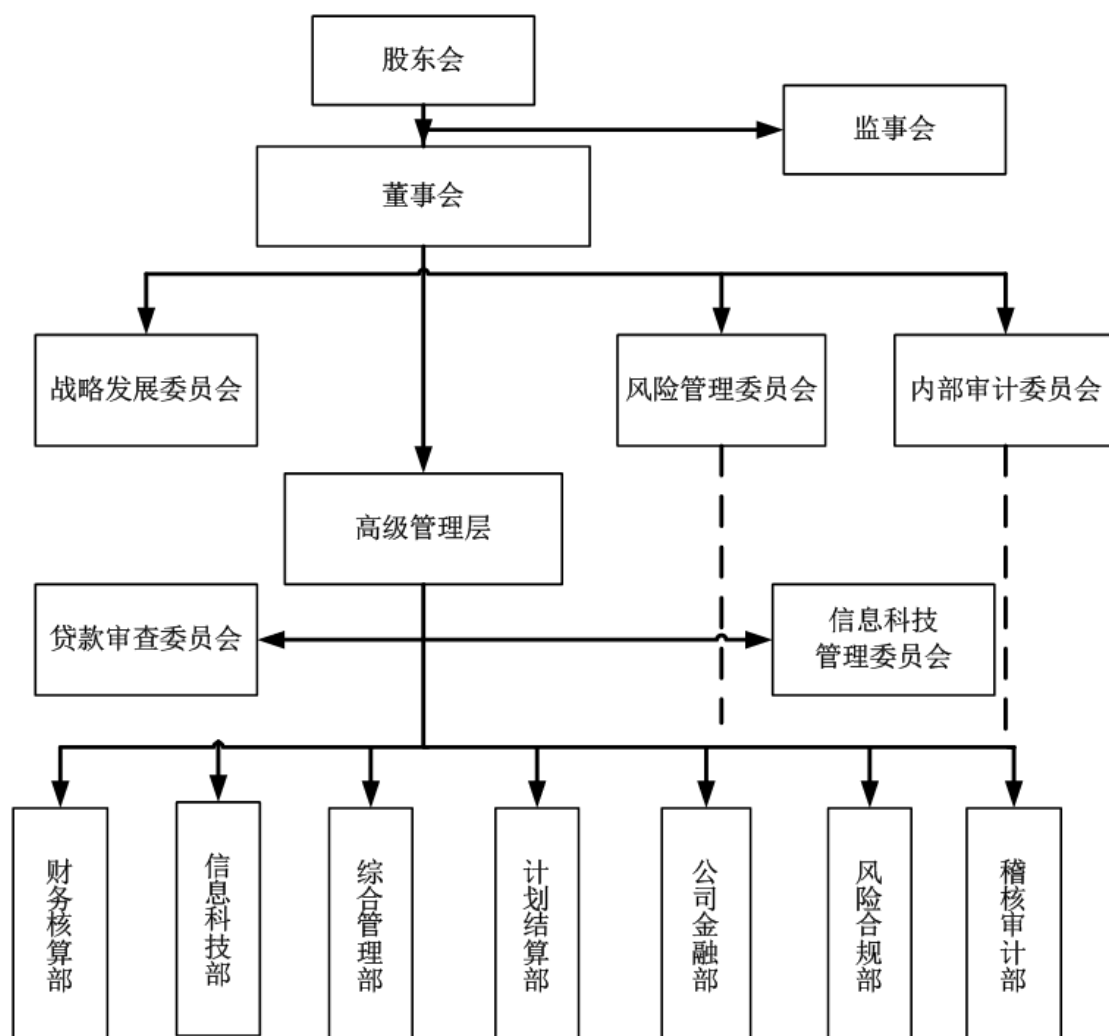 股东会
监事会
董事会
战略发展委员会
风险管理委员会
内部审计委员会
高级管理层
贷款审查委员会
信息科技
管理委员会
财务核算部
信息科技部
综合管理部
计划结算部
公司金融部
风险合规部
稽核审计部